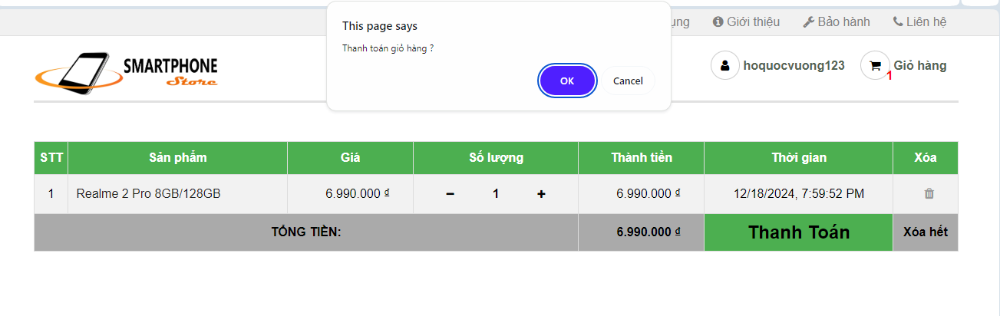 This page says
Thanh toán giỏ hàng ?
OK
Cancel
ụng
Giới thiệu
Bảo hành
Liên hệ
SMARTPHONE
Store
hoquocvuong123
1
Giỏ hàng
STT Sản phẩm Giá Số lượng Thành tiền Thời gian Xóa
1 Realme 2 Pro 8GB/128GB 6.990.000 ₫ − 1 + 6.990.000 ₫ 12/18/2024, 7:59:52 PM
TỔNG TIỀN: 6.990.000 ₫ Thanh Toán Xóa hết